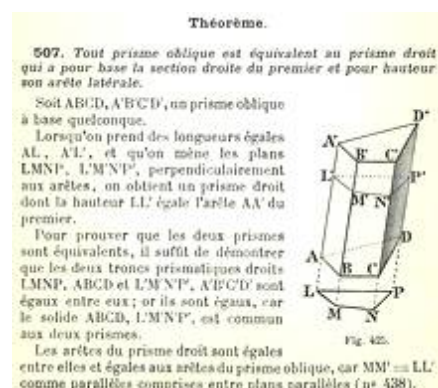 Théorème.
507. Tout prisme oblique est équivalent au prisme droit
qui a pour base la section droite du premier et pour hauteur
son arête latérale.
Soit ABCD, A'B'C'D', un prisme oblique
à base quelconque.
Lorsqu'on prend des longueurs égales
AL, A'L', et qu'on mène les plans
LMNP, L'M'N'P', perpendiculairement
aux arêtes, on obtient un prisme droit
dont la hauteur LL' égale l'arête AA' du
premier.
Pour prouver que les deux prismes
sont équivalents, il suffit de démontrer
que les deux troncs prismatiques droits
LMNP, ABCD et L'M'N'P', A'B'C'D' sont
égaux entre eux; or ils sont égaux, car
le solide ABCD, L'M'N'P', est commun
aux deux prismes.
Les arêtes du prisme droit sont égales
entre elles et égales aux arêtes du prisme oblique, car MM' = LL'
comme parallèles comprises entre plans parallèles (nº 438).
D'
A'
B'
C'
L'
P'
M'
N'
A
D
B
C
L
P
M
N
Fig. 425.